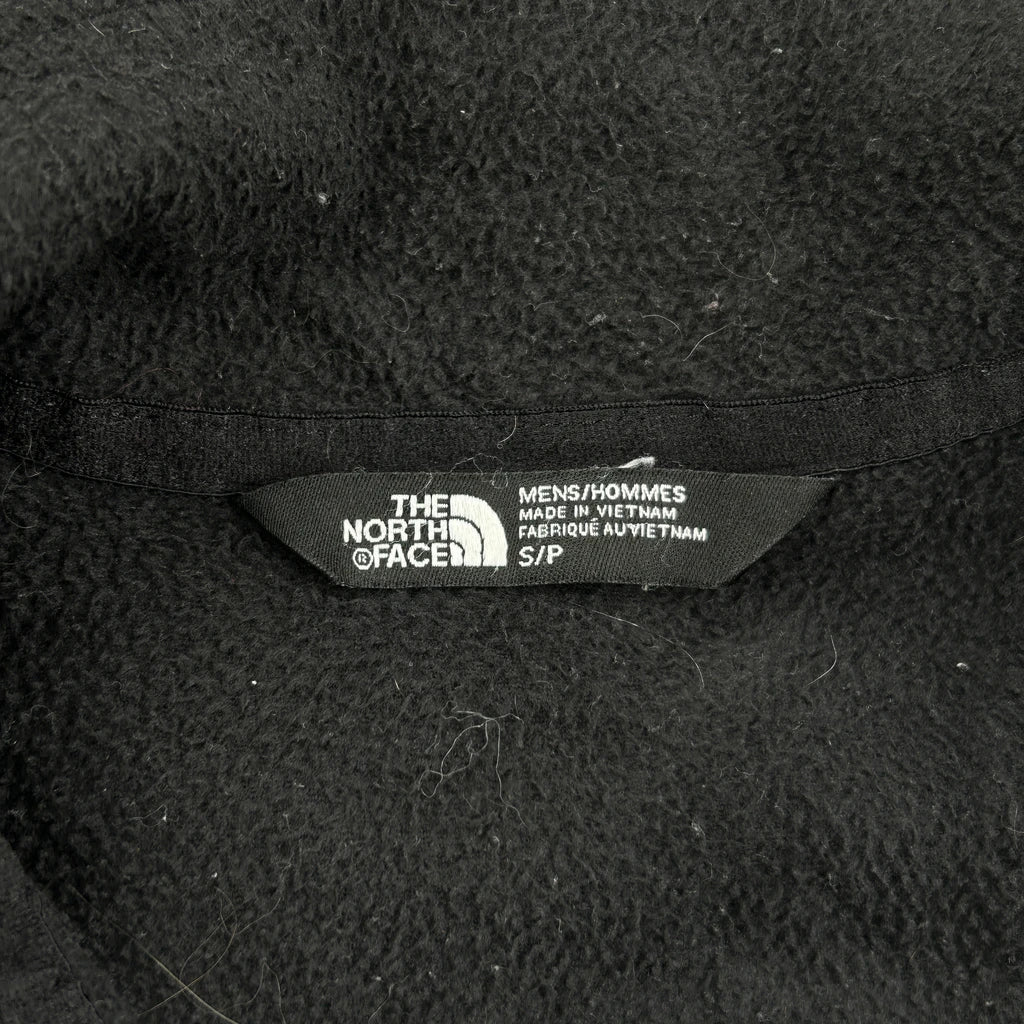 THE
NORTH
®FACE
MENS/HOMMES
MADE IN VIETNAM
FABRIQUÉ AU VIETNAM
S/P